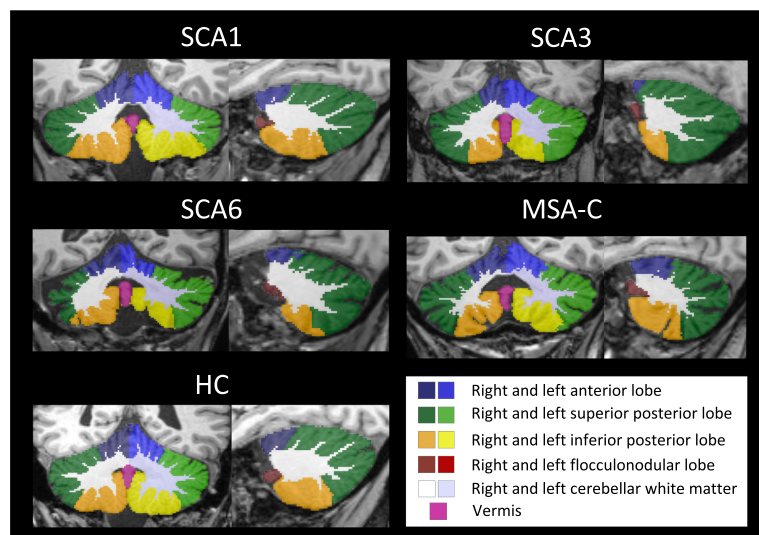 SCA1
SCA3
SCA6
MSA-C
HC
Right and left anterior lobe
Right and left superior posterior lobe
Right and left inferior posterior lobe
Right and left flocculonodular lobe
Right and left cerebellar white matter
Vermis